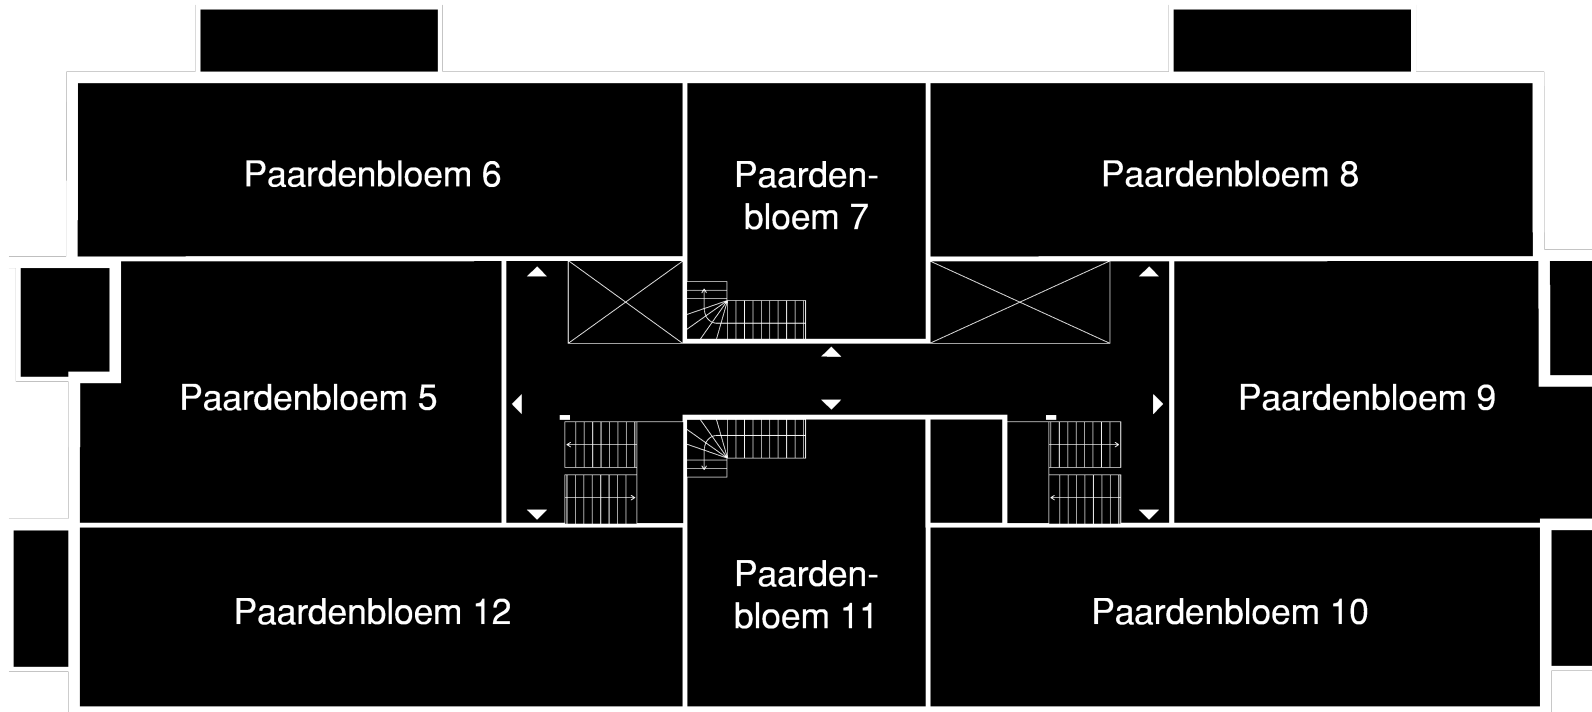 Paardenbloem 6
Paarden-
bloem 7
Paardenbloem 8
Paardenbloem 5
Paardenbloem 9
Paardenbloem 12
Paarden-
bloem 11
Paardenbloem 10